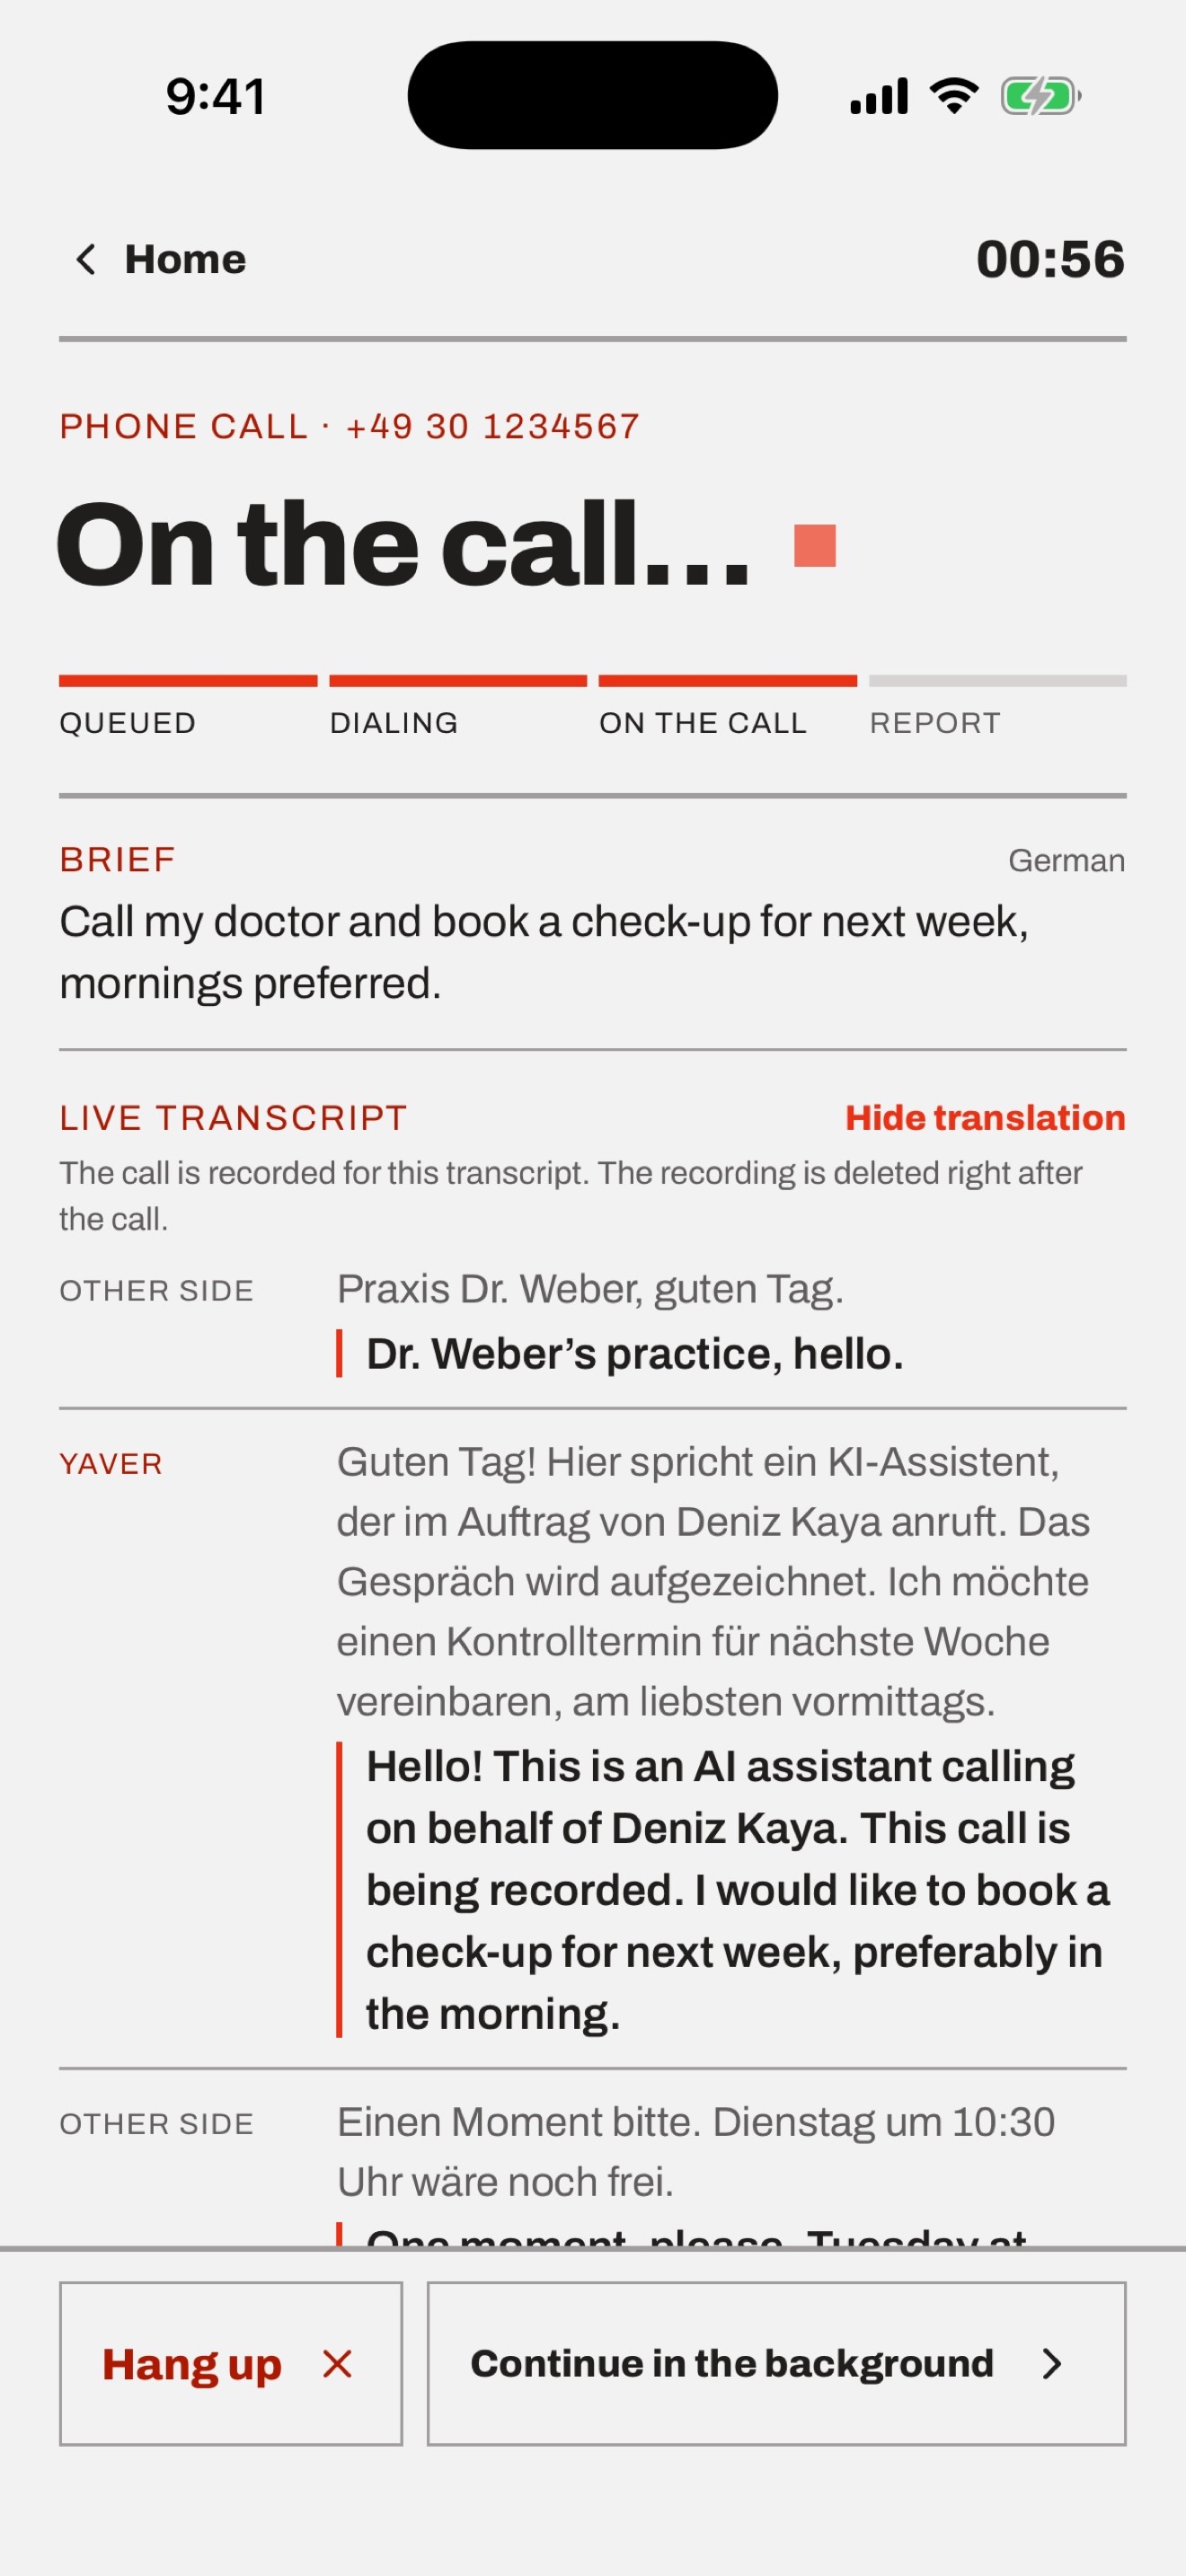 9:41
Home
00:56
PHONE CALL · +49 30 1234567
On the call...
QUEUED DIALING ON THE CALL REPORT
BRIEF
German
Call my doctor and book a check-up for next week,
mornings preferred.
LIVE TRANSCRIPT
Hide translation
The call is recorded for this transcript. The recording is deleted right after
the call.
OTHER SIDE
Praxis Dr. Weber, guten Tag.
Dr. Weber’s practice, hello.
YAVER
Guten Tag! Hier spricht ein KI-Assistent,
der im Auftrag von Deniz Kaya anruft. Das
Gespräch wird aufgezeichnet. Ich möchte
einen Kontrolltermin für nächste Woche
vereinbaren, am liebsten vormittags.
Hello! This is an AI assistant calling
on behalf of Deniz Kaya. This call is
being recorded. I would like to book a
check-up for next week, preferably in
the morning.
OTHER SIDE
Einen Moment bitte. Dienstag um 10:30
Uhr wäre noch frei.
One moment, please. Tuesday at
Hang up
Continue in the background